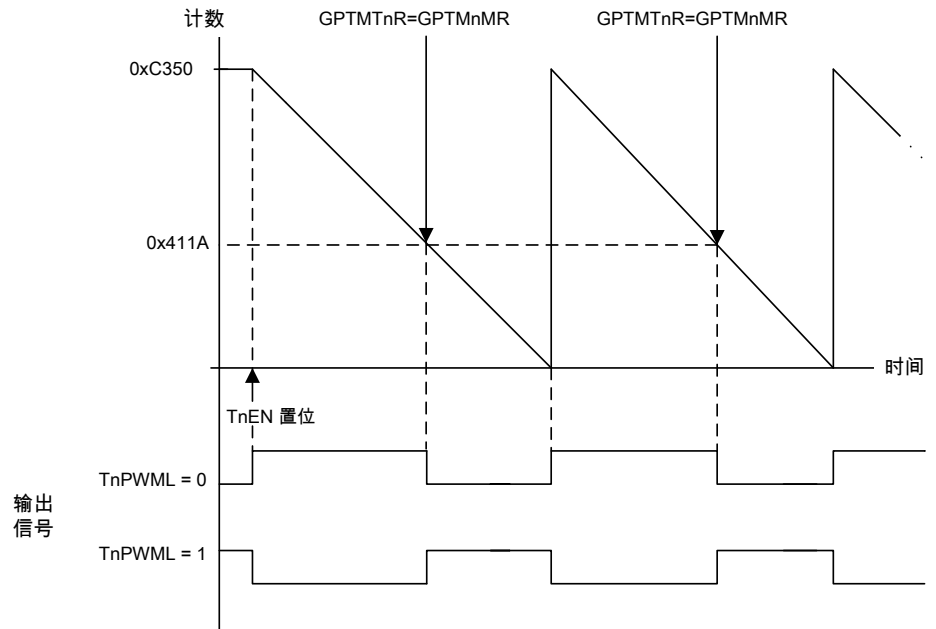 计数
GPTMTnR=GPTMnMR
GPTMTnR=GPTMnMR
0xC350
0x411A
时间
TnEN 置位
TnPWML = 0
输出
信号
TnPWML = 1